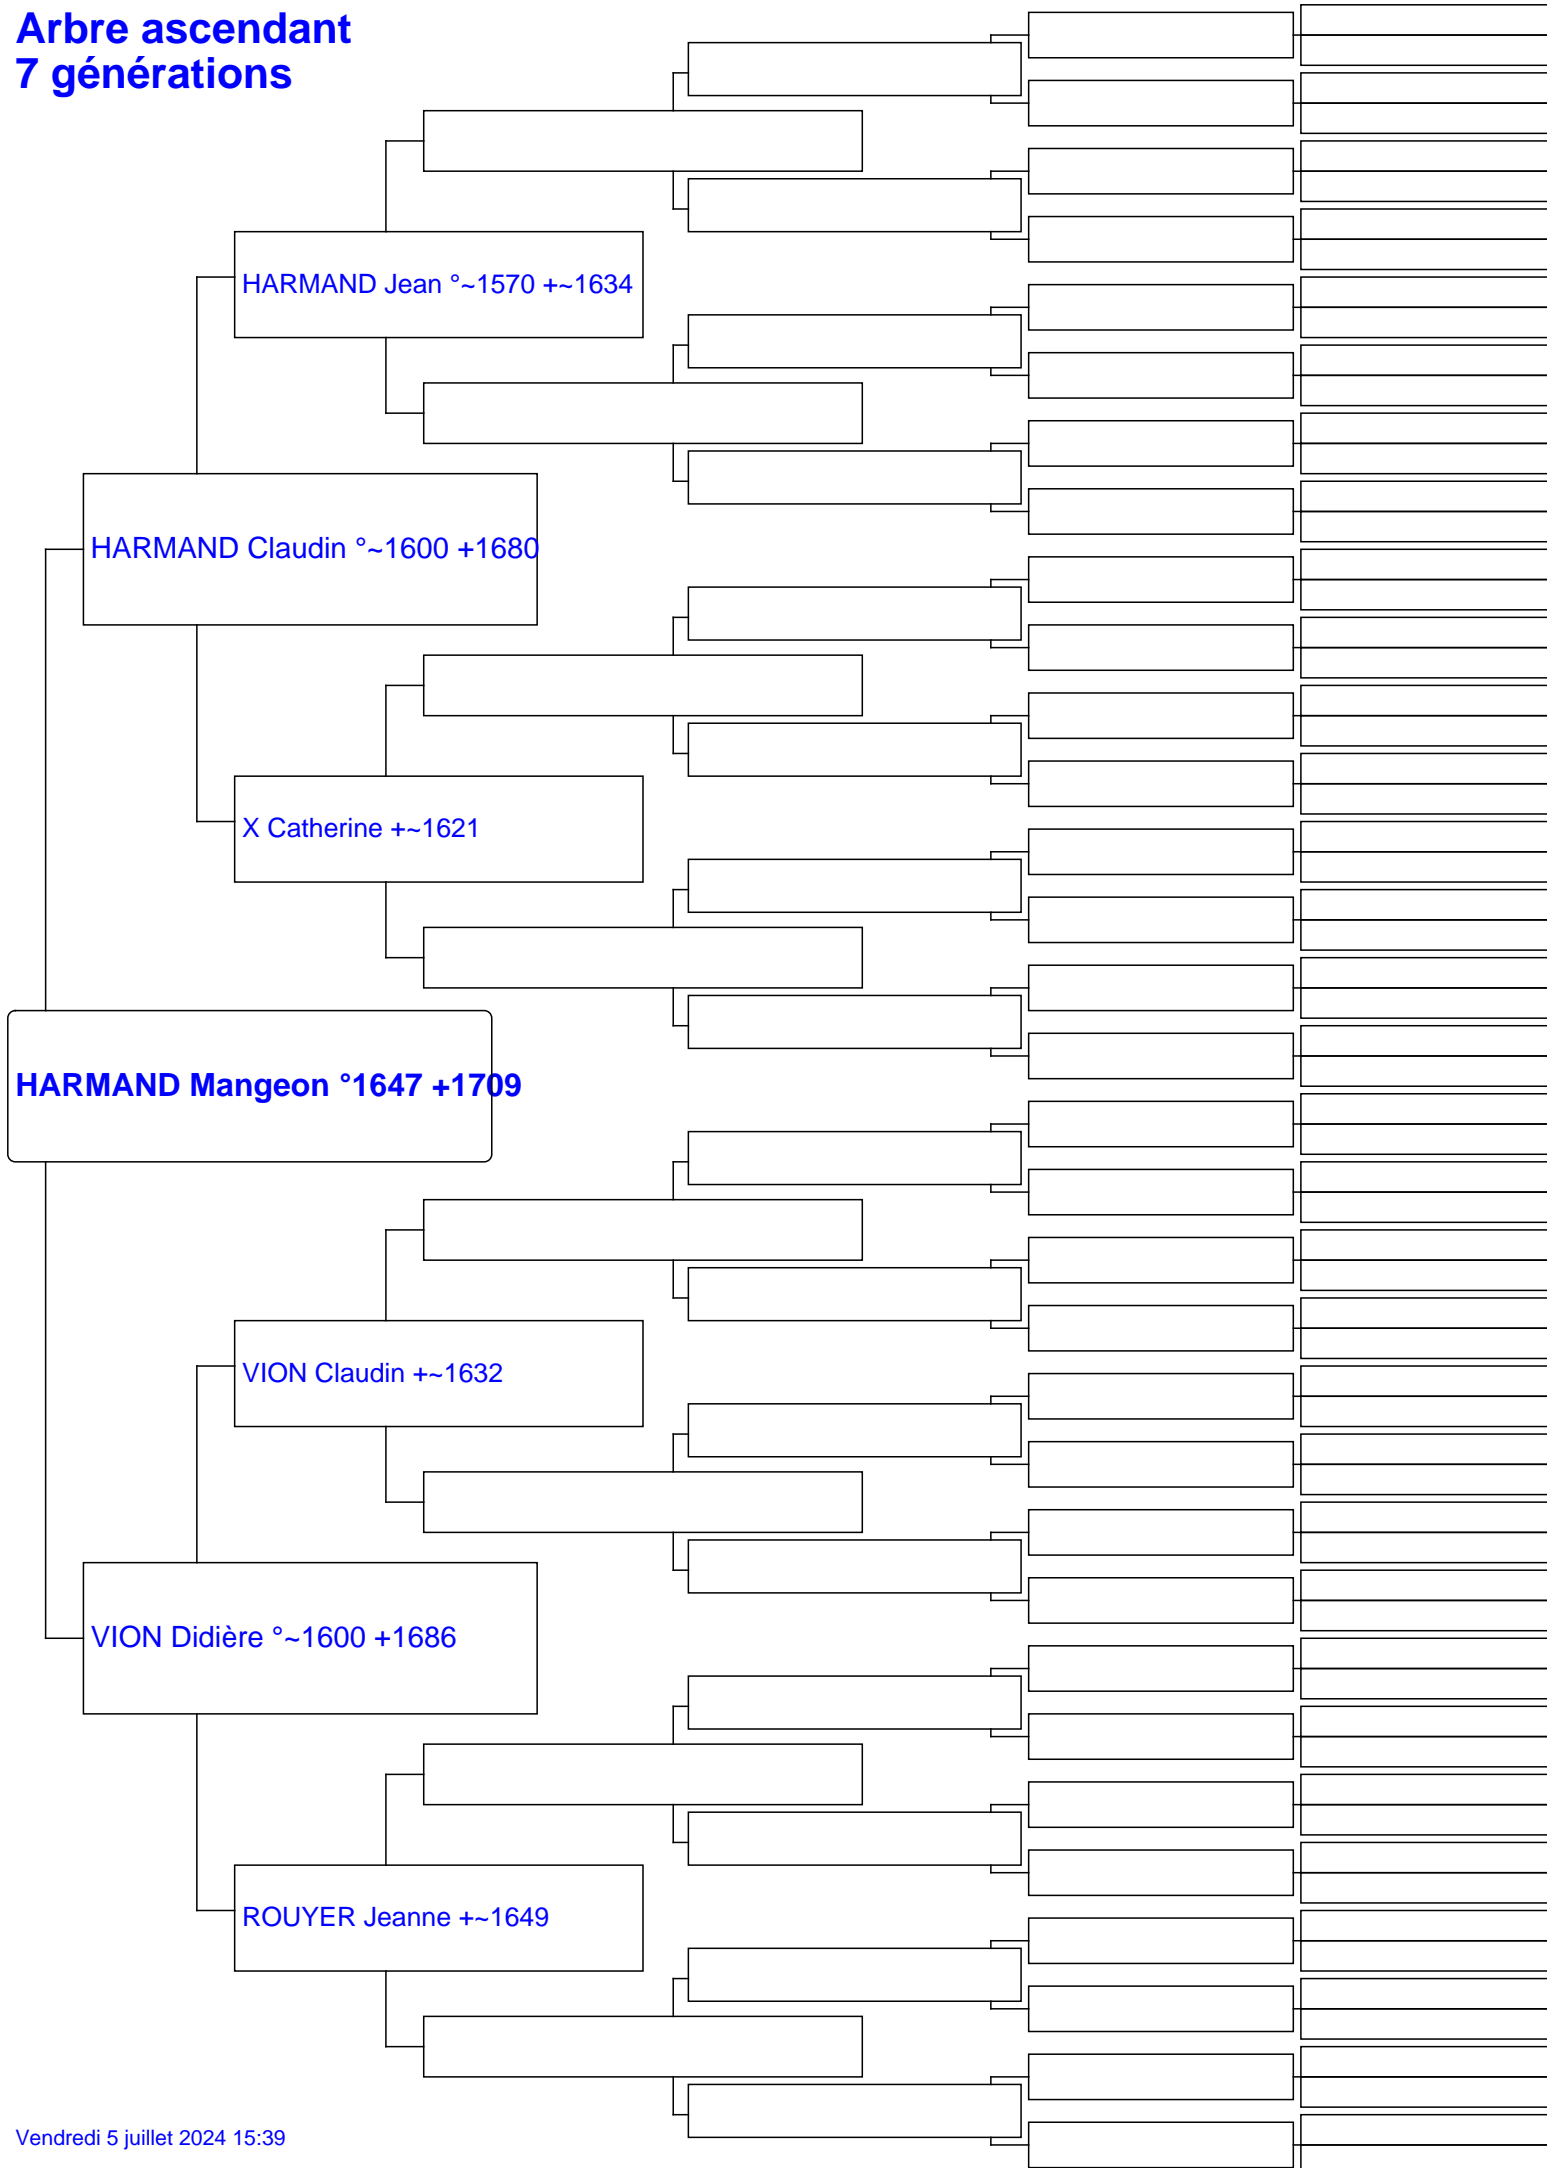 Arbre ascendant
7 générations
HARMAND Jean °~1570 +~1634
HARMAND Claudin °~1600 +1680
X Catherine +~1621
HARMAND Mangeon °1647 +1709
VION Claudin +~1632
VION Didière °~1600 +1686
ROUYER Jeanne +~1649
Vendredi 5 juillet 2024 15:39